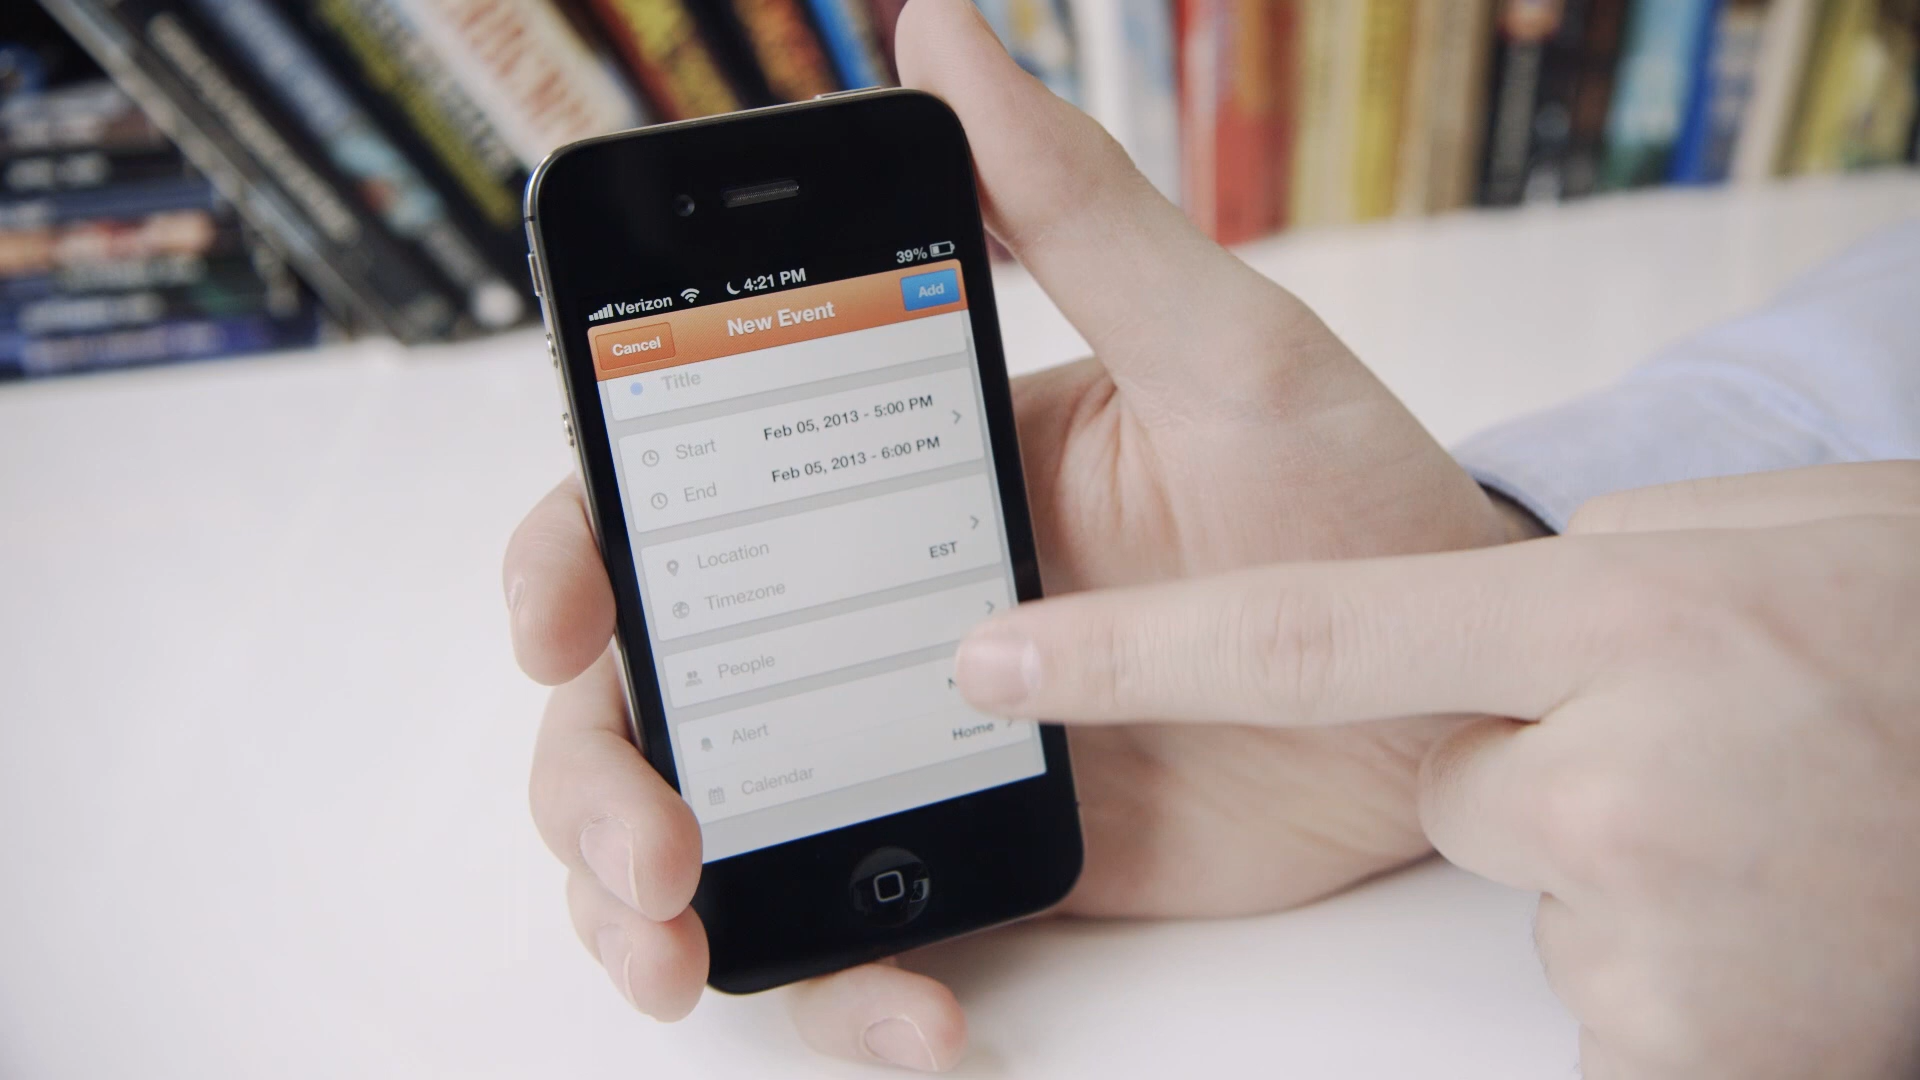 Verizon 4:21 PM 39%
Cancel New Event Add
Title
Start Feb 05, 2013 - 5:00 PM
End Feb 05, 2013 - 6:00 PM
Location
Timezone EST
People
Alert
Calendar Home